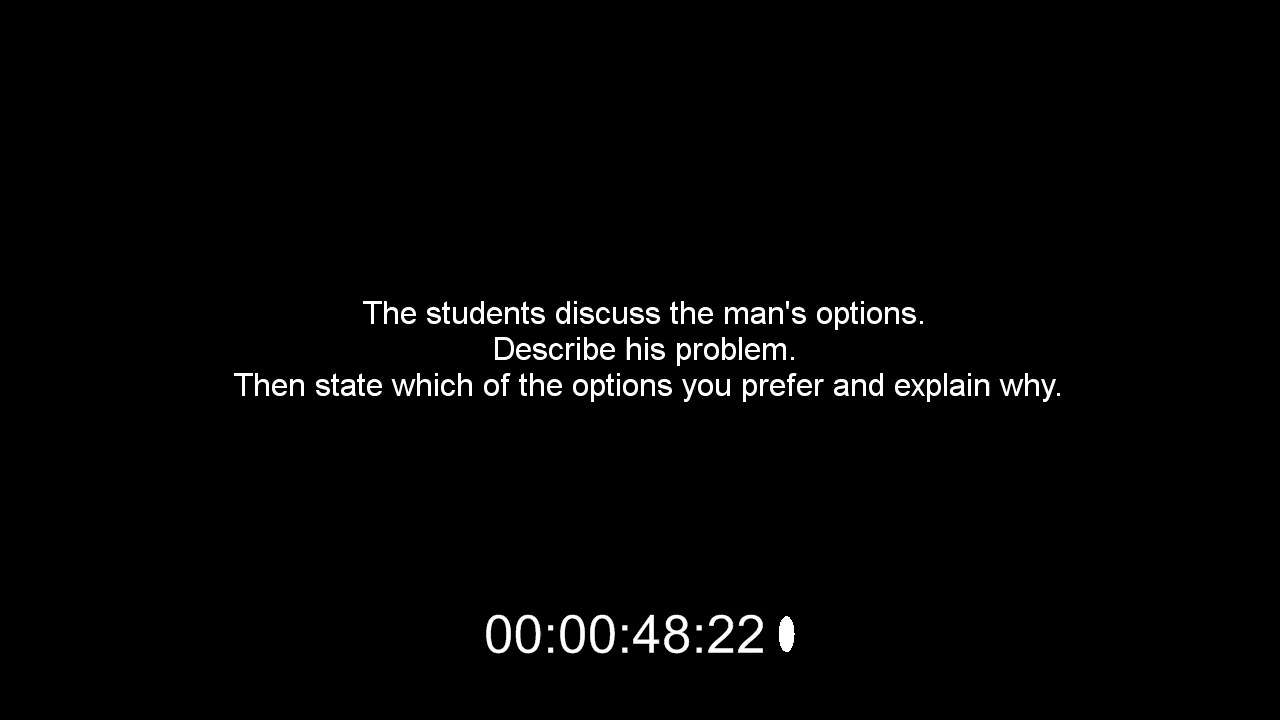 The students discuss the man's options.
Describe his problem.
Then state which of the options you prefer and explain why.
00:00:48:22